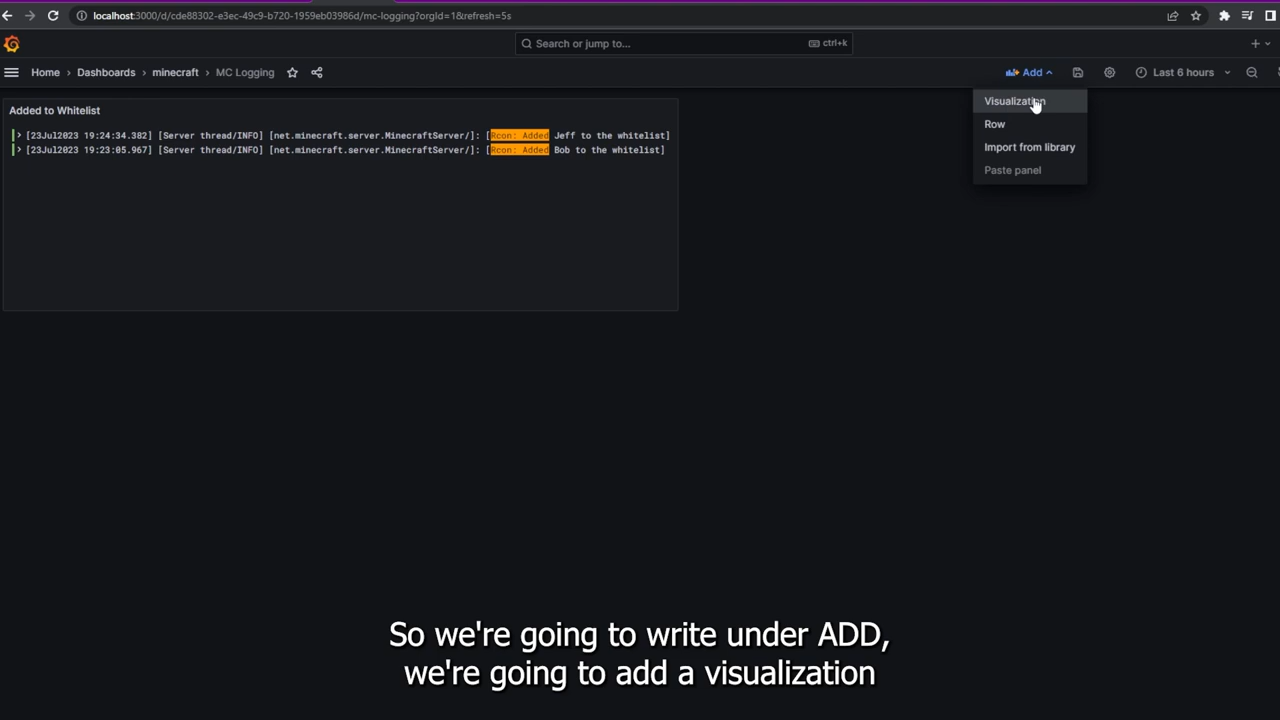 localhost:3000/d/cde88302-e3ec-49c9-b720-1959eb03986d/mc-logging?orgId=1&refresh=5s
Search or jump to... ctrl+k
Home › Dashboards › minecraft › MC Logging Add Last 6 hours
Visualization
Row
Import from library
Paste panel
Added to Whitelist
[23Jul2023 19:24:34.382] [Server thread/INFO] [net.minecraft.server.MinecraftServer/]: [Rcon: Added Jeff to the whitelist]
[23Jul2023 19:23:05.967] [Server thread/INFO] [net.minecraft.server.MinecraftServer/]: [Rcon: Added Bob to the whitelist]
So we're going to write under ADD,
we're going to add a visualization